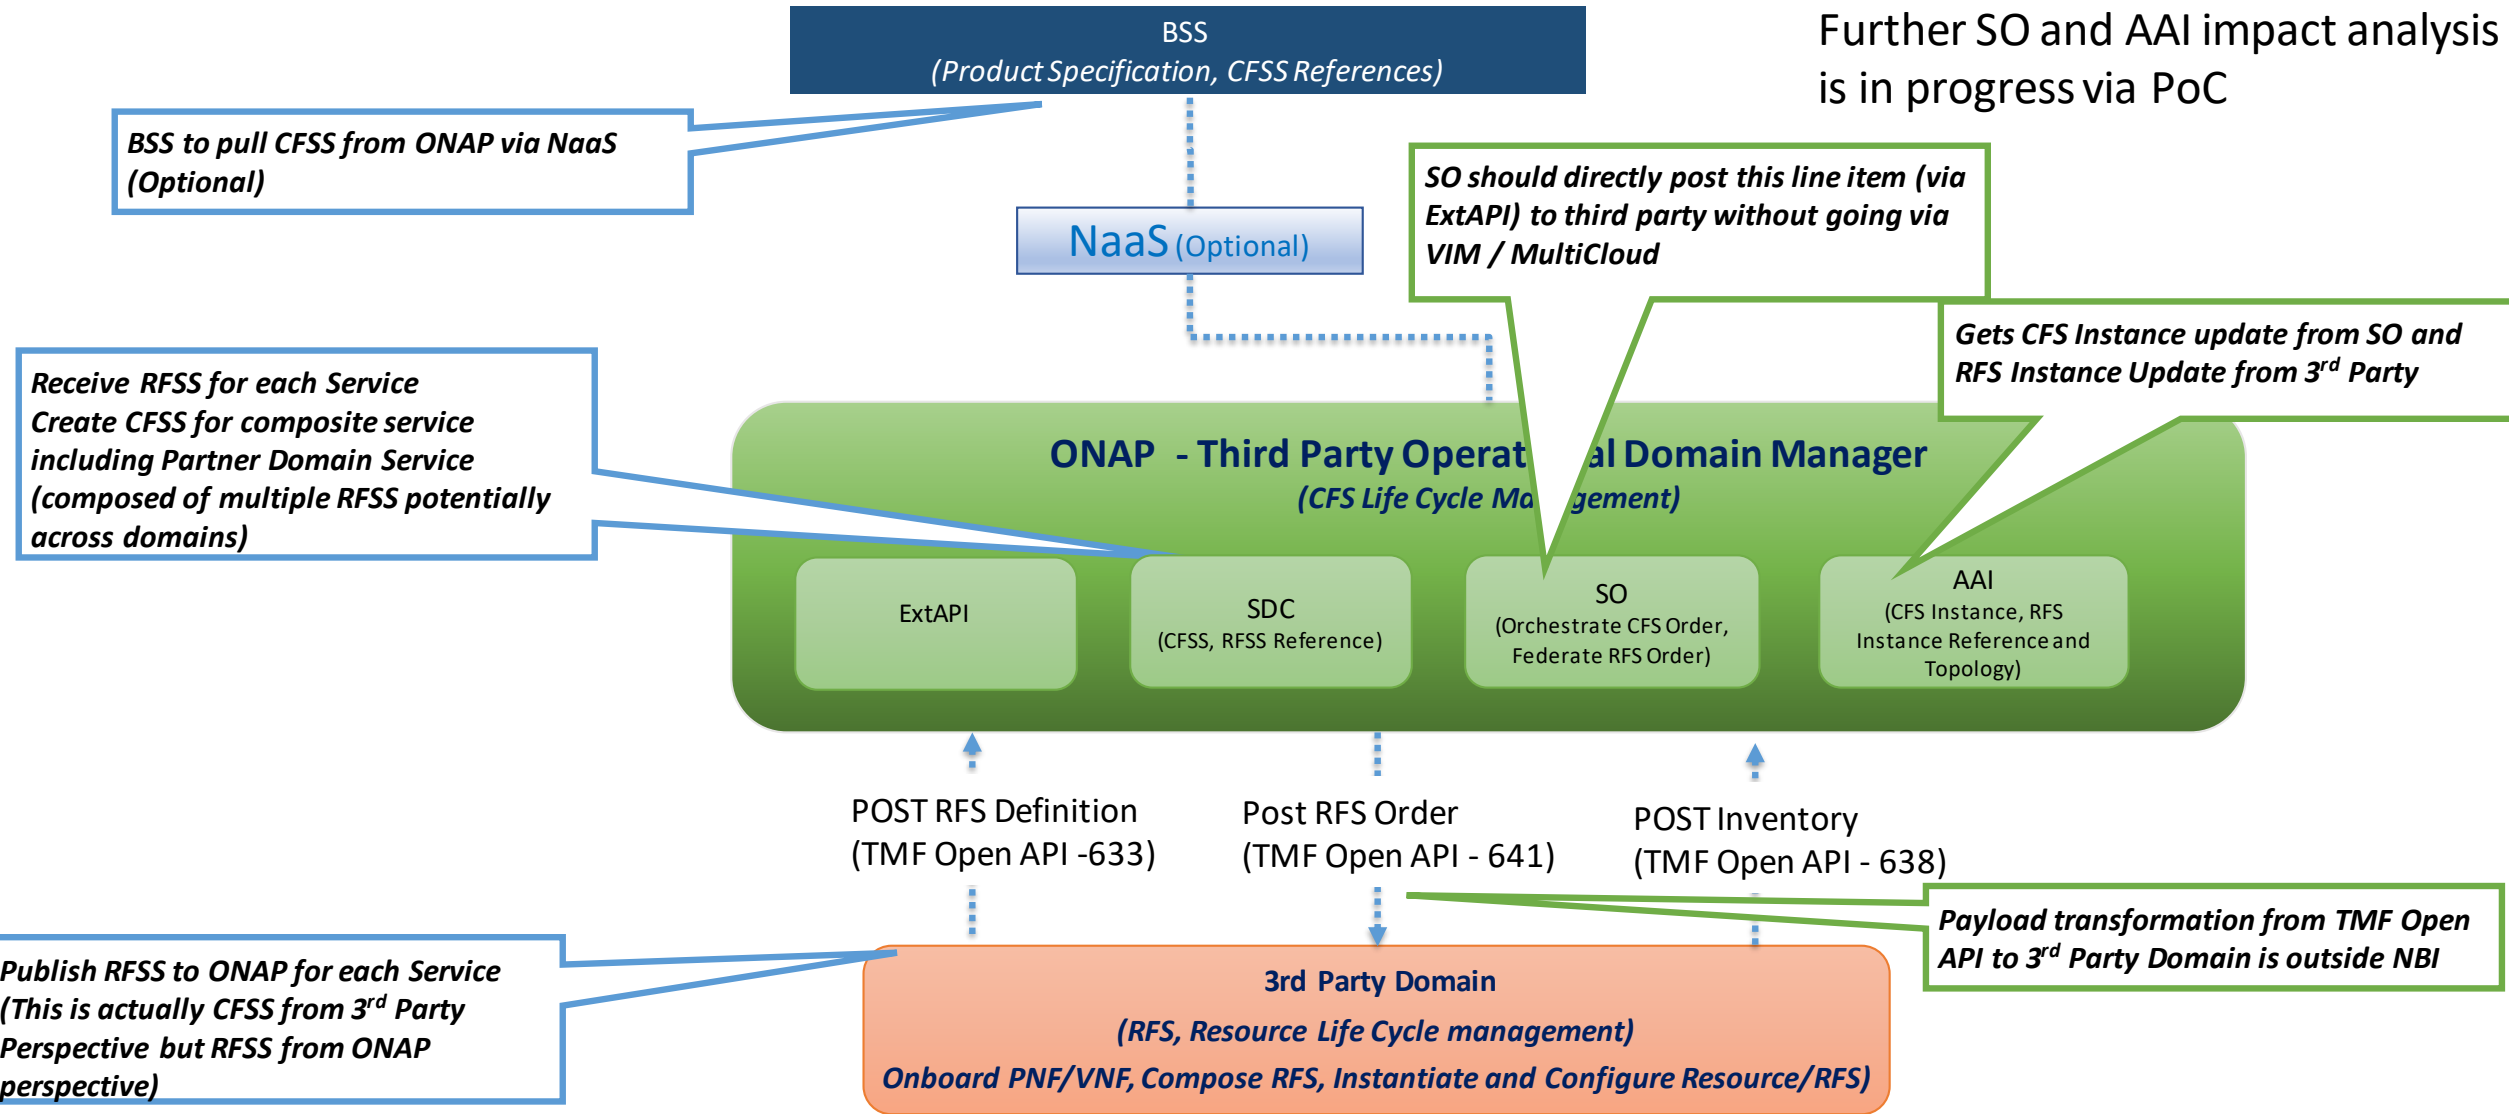 BSS
(Product Specification, CFSS References)
Further SO and AAI impact analysis
is in progress via PoC
BSS to pull CFSS from ONAP via NaaS
(Optional)
NaaS (Optional)
SO should directly post this line item (via
ExtAPI) to third party without going via
VIM / MultiCloud
Gets CFS Instance update from SO and
RFS Instance Update from 3rd Party
Receive RFSS for each Service
Create CFSS for composite service
including Partner Domain Service
(composed of multiple RFSS potentially
across domains)
ONAP - Third Party Operat al Domain Manager
(CFS Life Cycle Ma gement)
ExtAPI
SDC
(CFSS, RFSS Reference)
SO
(Orchestrate CFS Order,
Federate RFS Order)
AAI
(CFS Instance, RFS
Instance Reference and
Topology)
POST RFS Definition
(TMF Open API -633)
Post RFS Order
(TMF Open API - 641)
POST Inventory
(TMF Open API - 638)
Payload transformation from TMF Open
API to 3rd Party Domain is outside NBI
Publish RFSS to ONAP for each Service
(This is actually CFSS from 3rd Party
Perspective but RFSS from ONAP
perspective)
3rd Party Domain
(RFS, Resource Life Cycle management)
Onboard PNF/VNF, Compose RFS, Instantiate and Configure Resource/RFS)